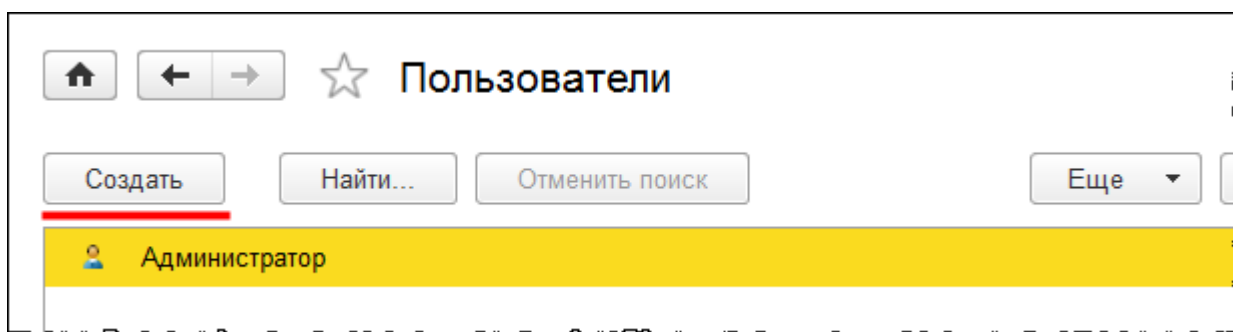 Пользователи
Создать Найти... Отменить поиск Еще
Администратор